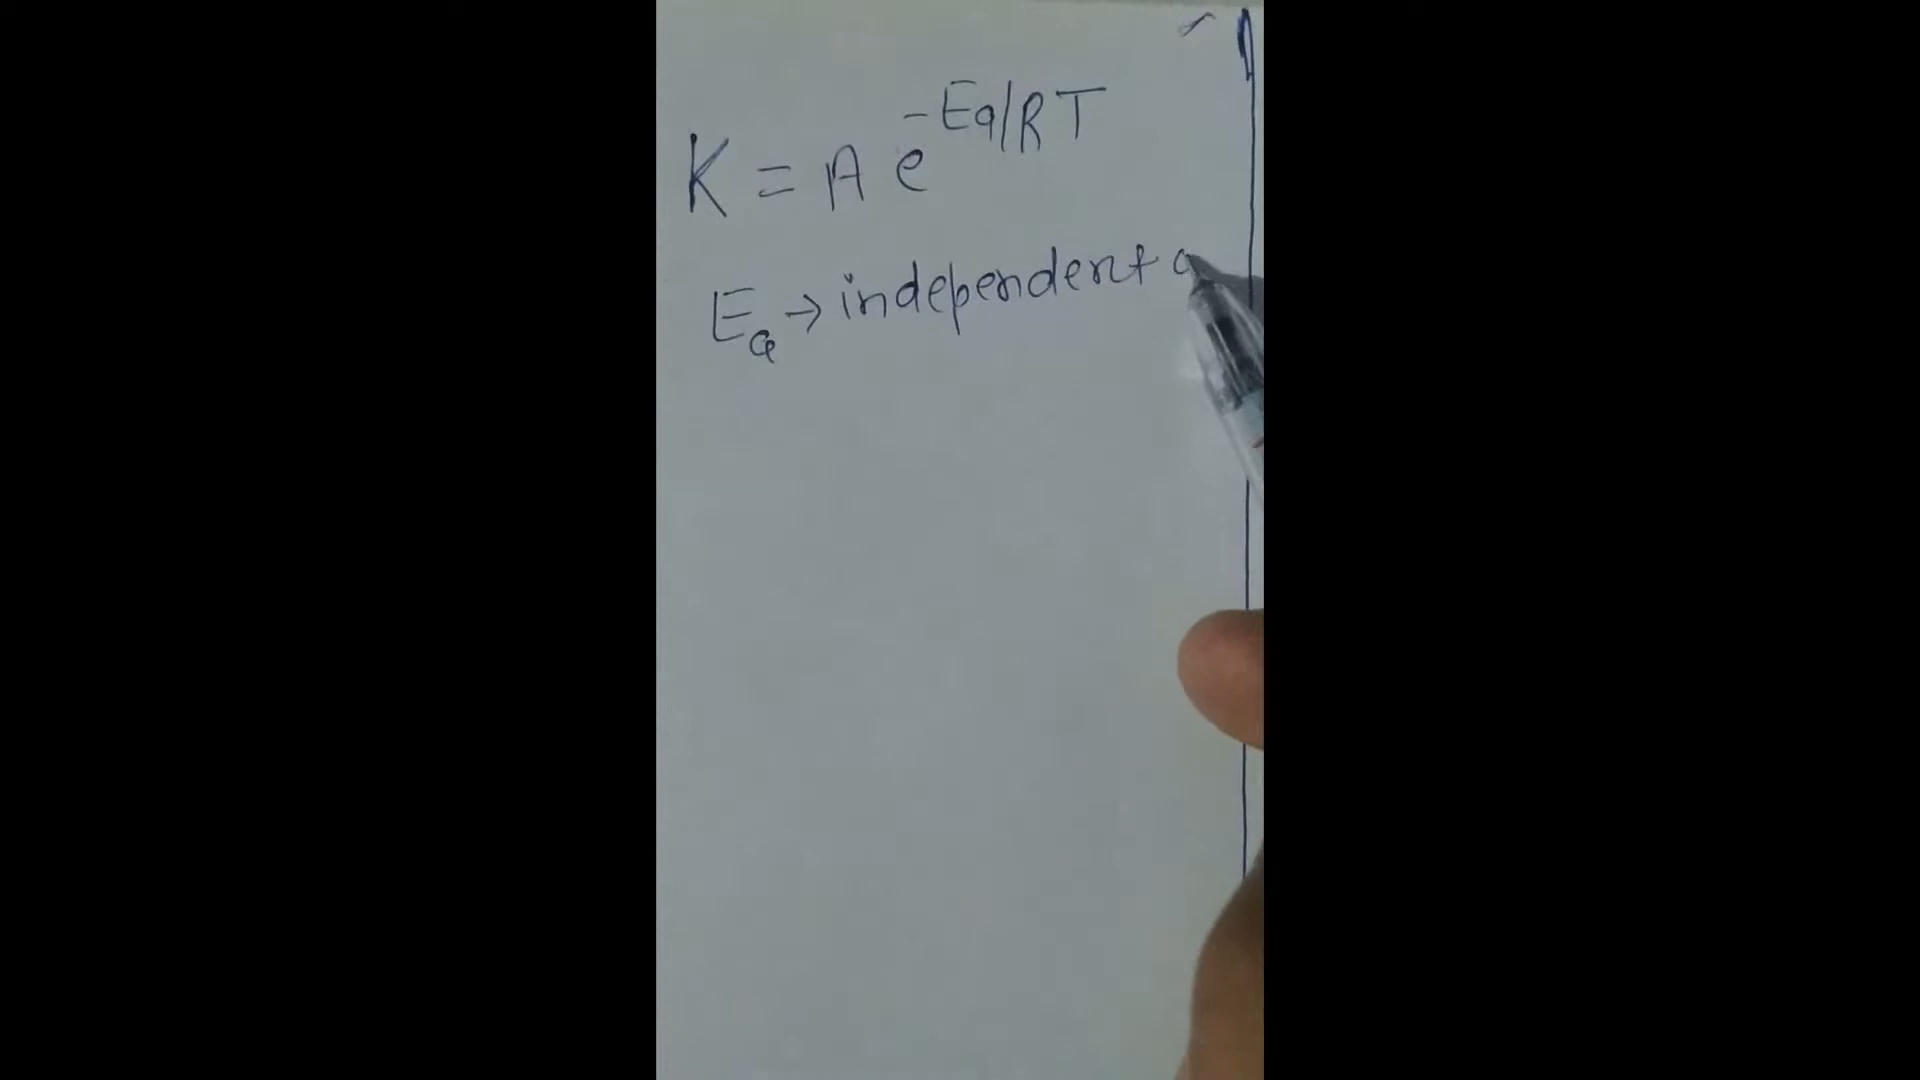 K = A e^-Ea/RT
Ea → independent